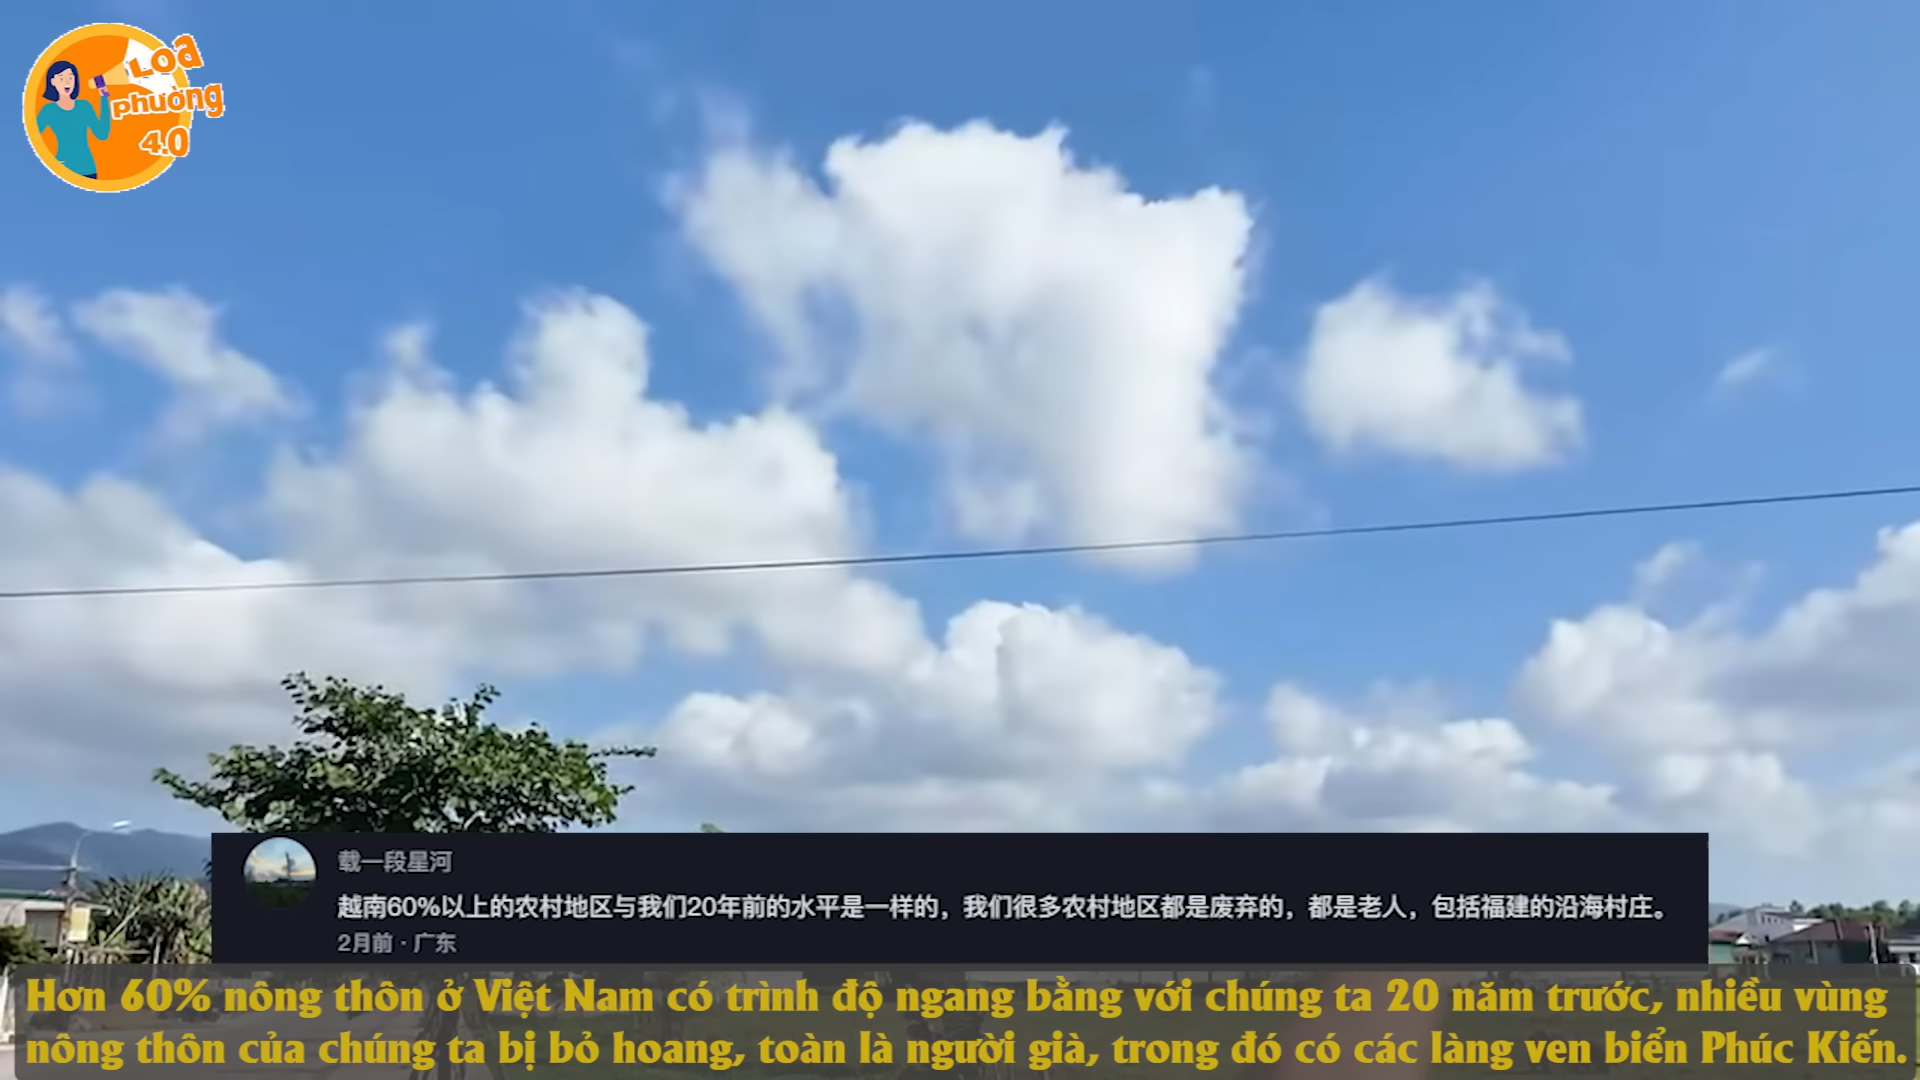 Loa
phường
4.0
载一段星河
越南60%以上的农村地区与我们20年前的水平是一样的，我们很多农村地区都是废弃的，都是老人，包括福建的沿海村庄。
2月前 · 广东
Hơn 60% nông thôn ở Việt Nam có trình độ ngang bằng với chúng ta 20 năm trước, nhiều vùng
nông thôn của chúng ta bị bỏ hoang, toàn là người già, trong đó có các làng ven biển Phúc Kiến.